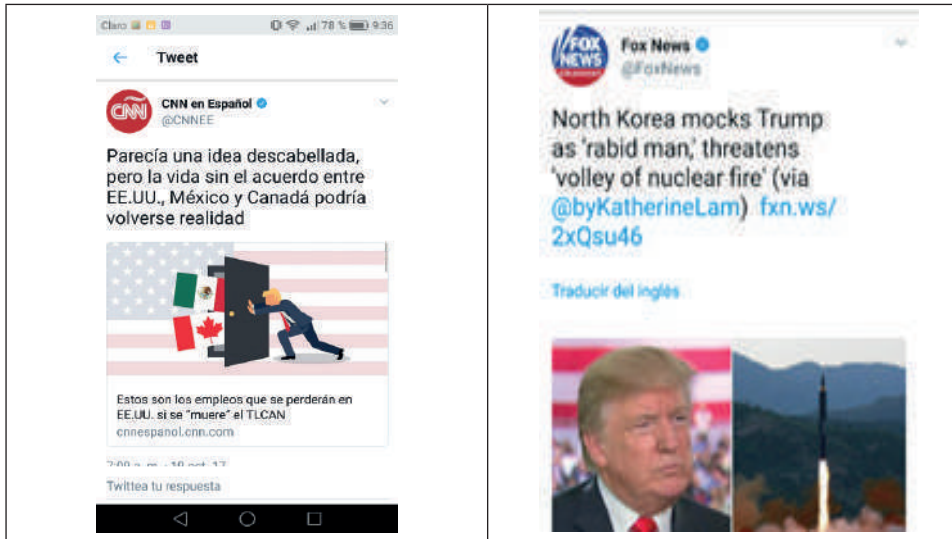 Claro 78 % 9:36
Tweet
CNN
CNN en Español
@CNNEE
Parecía una idea descabellada,
pero la vida sin el acuerdo entre
EE.UU., México y Canadá podría
volverse realidad
Estos son los empleos que se perderán en
EE.UU. si se "muere" el TLCAN
cnnespanol.cnn.com
Twittea tu respuesta
FOX
NEWS
Fox News
@FoxNews
North Korea mocks Trump
as 'rabid man,' threatens
'volley of nuclear fire' (via
@byKatherineLam) fxn.ws/
2xQsu46
Traducir del inglés